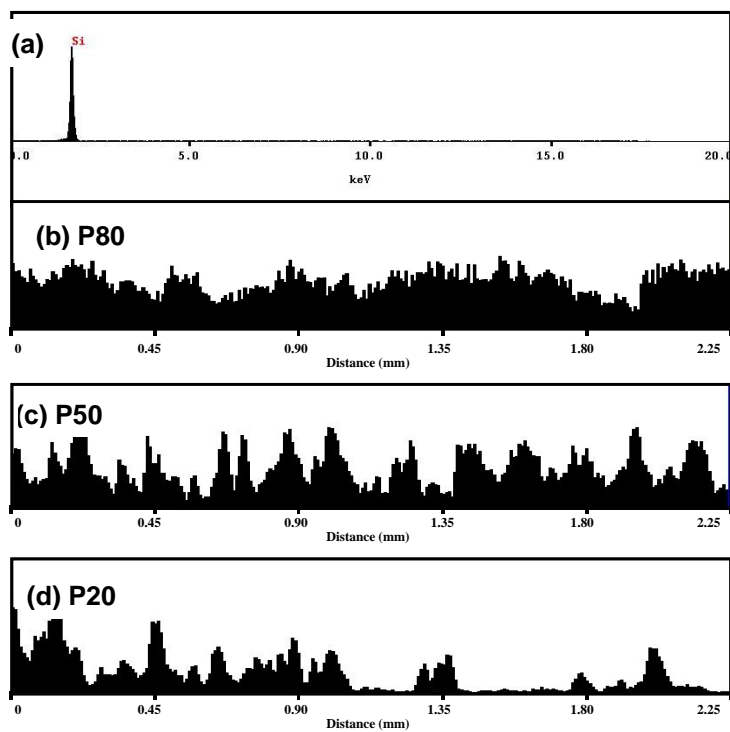 (a)
Si
.0 5.0 10.0 15.0 20.
keV
(b) P80
0 0.45 0.90 1.35 1.80 2.25
Distance (mm)
(c) P50
0 0.45 0.90 1.35 1.80 2.25
Distance (mm)
(d) P20
0 0.45 0.90 1.35 1.80 2.25
Distance (mm)